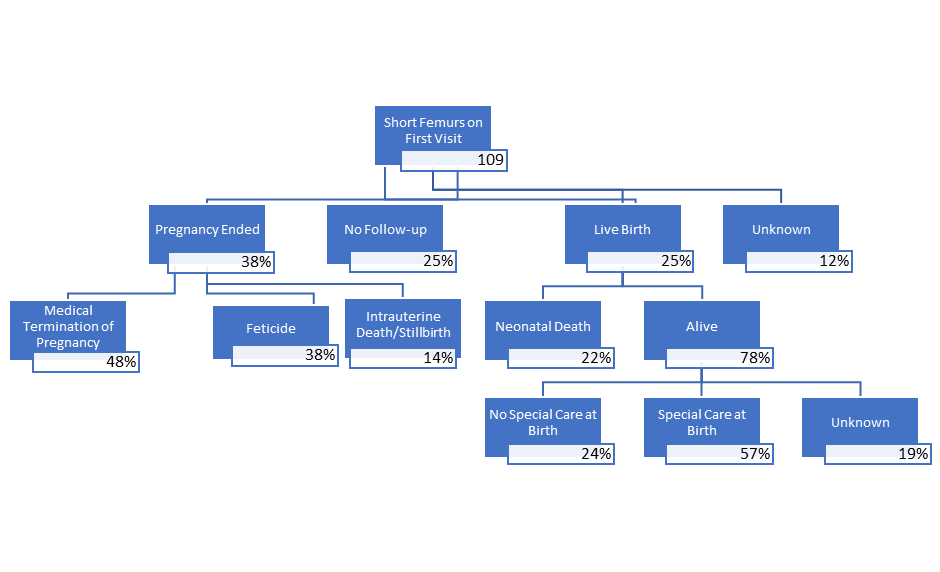 Short Femurs on
First Visit
109
Pregnancy Ended
38%
No Follow-up
25%
Live Birth
25%
Unknown
12%
Medical
Termination of
Pregnancy
48%
Feticide
38%
Intrauterine
Death/Stillbirth
14%
Neonatal Death
22%
Alive
78%
No Special Care at
Birth
24%
Special Care at
Birth
57%
Unknown
19%